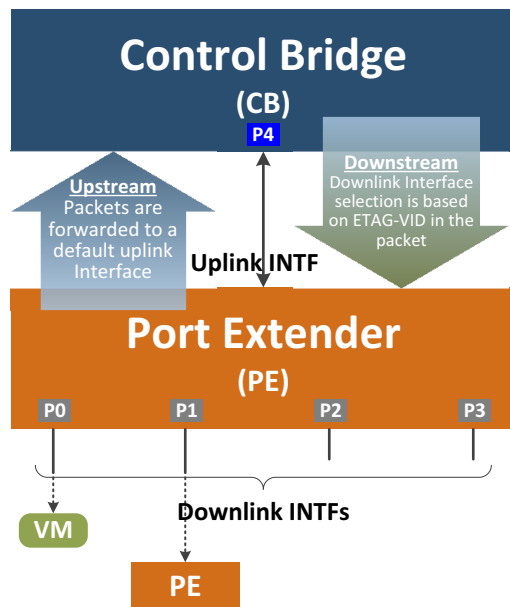 Control Bridge
(CB)
P4
Upstream
Packets are
forwarded to a
default uplink
Interface
Downstream
Downlink Interface
selection is based
on ETAG-VID in the
packet
Uplink INTF
Port Extender
(PE)
P0 P1 P2 P3
Downlink INTFs
VM
PE